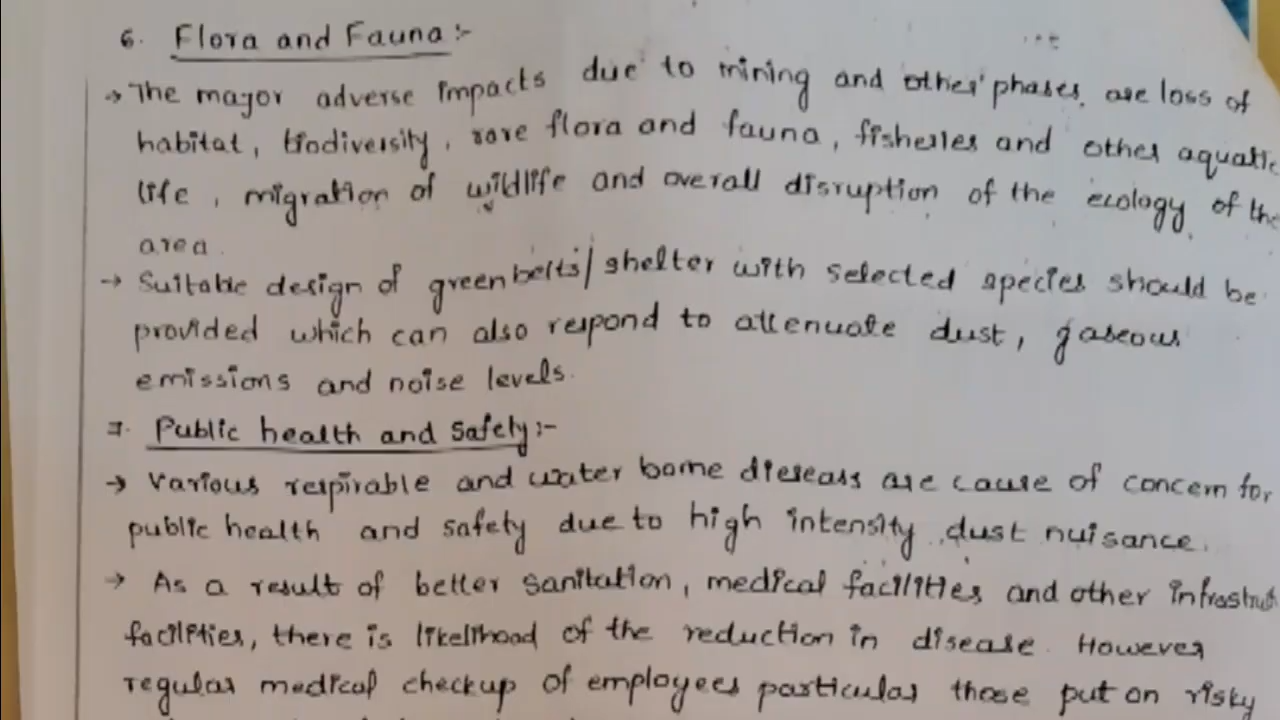 6. Flora and Fauna :-
→ The major adverse impacts due to mining and other phases, are loss of
habitat, biodiversity, rare flora and fauna, fisheries and other aquatic
life, migration of wildlife and overall disruption of the ecology of the
area.
→ Suitable design of green belts/ shelter with selected species should be
provided which can also respond to attenuate dust, gaseous
emissions and noise levels.
7. Public health and Safety :-
→ Various respirable and water borne dieseass are cause of concern for
public health and safety due to high intensity dust nuisance.
→ As a result of better sanitation, medical facilities and other infrastruct
facilities, there is likelihood of the reduction in disease. However
regular medical checkup of employees particular those put on risky